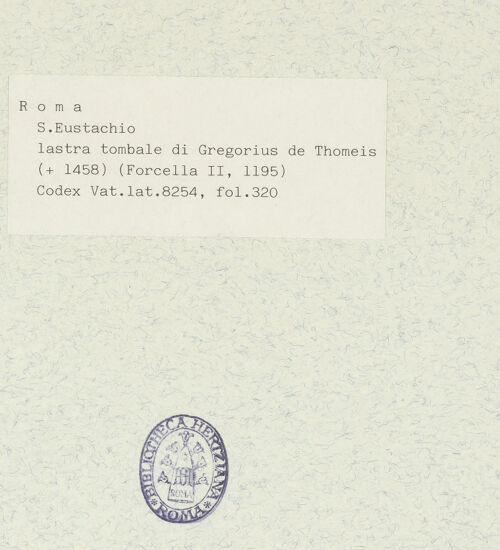 R o m a
S.Eustachio
lastra tombale di Gregorius de Thomeis
(+ 1458) (Forcella II, 1195)
Codex Vat.lat.8254, fol.320
BIBLIOTHECA HERTZIANA
ROMA
* ROMA *